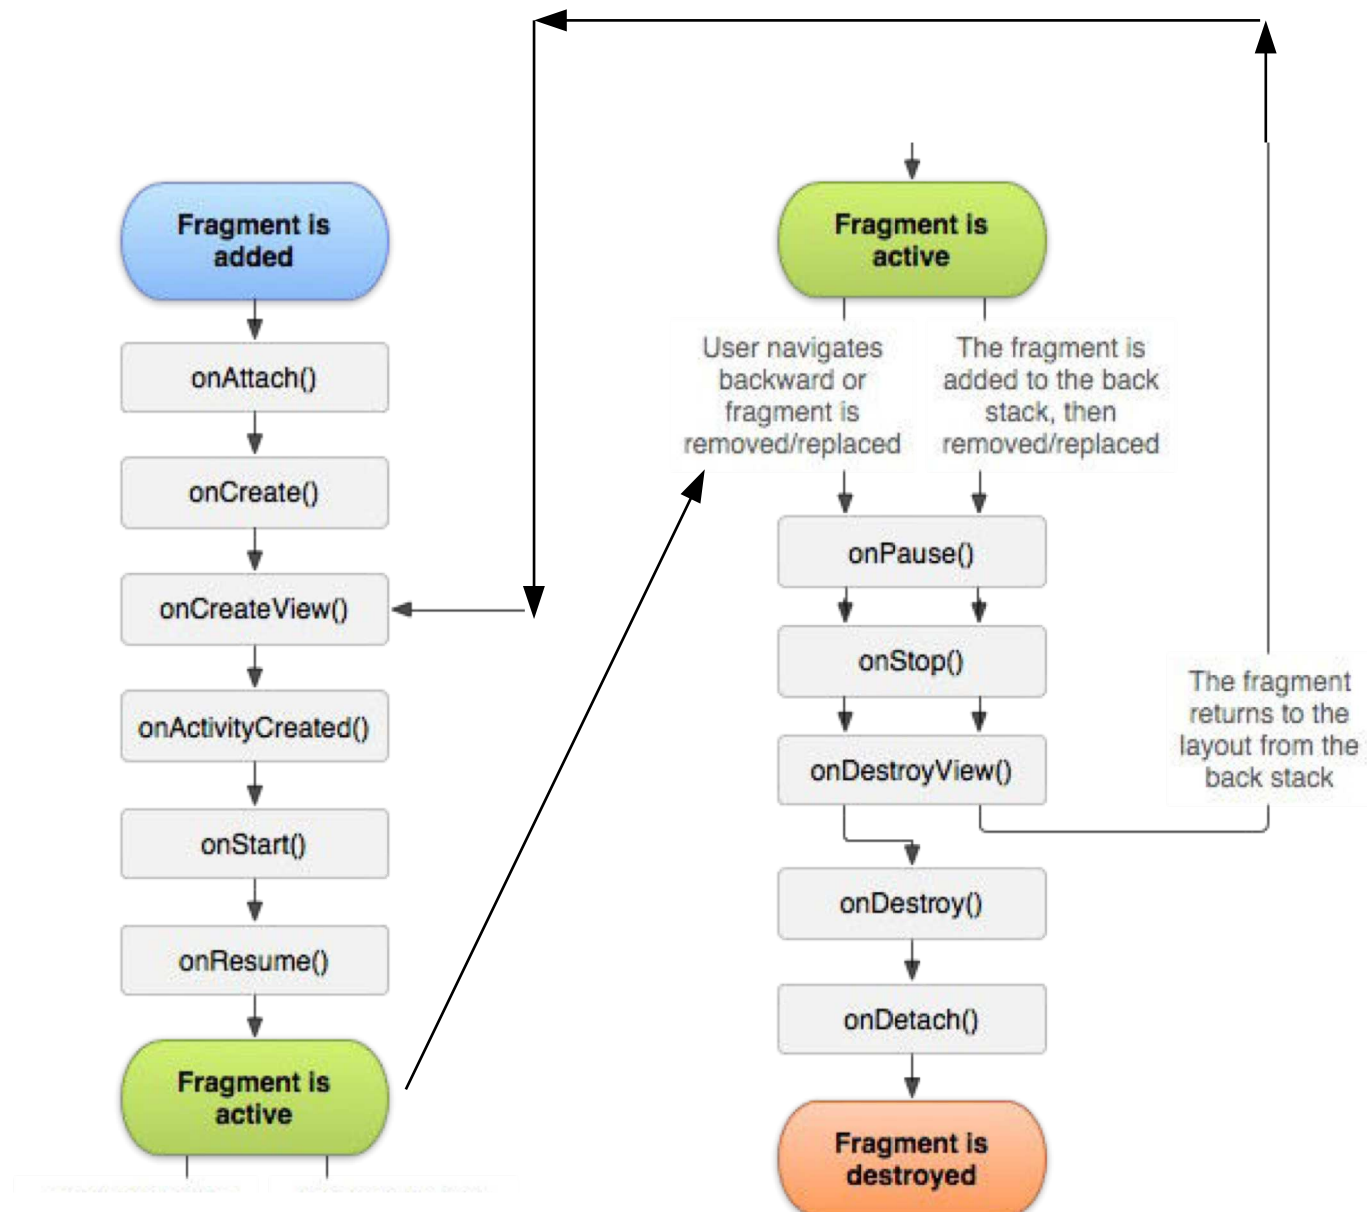 Fragment is
added
onAttach()
onCreate()
onCreateView()
onActivityCreated()
onStart()
onResume()
Fragment is
active
Fragment is
active
User navigates
backward or
fragment is
removed/replaced
The fragment is
added to the back
stack, then
removed/replaced
onPause()
onStop()
onDestroyView()
The fragment
returns to the
layout from the
back stack
onDestroy()
onDetach()
Fragment is
destroyed